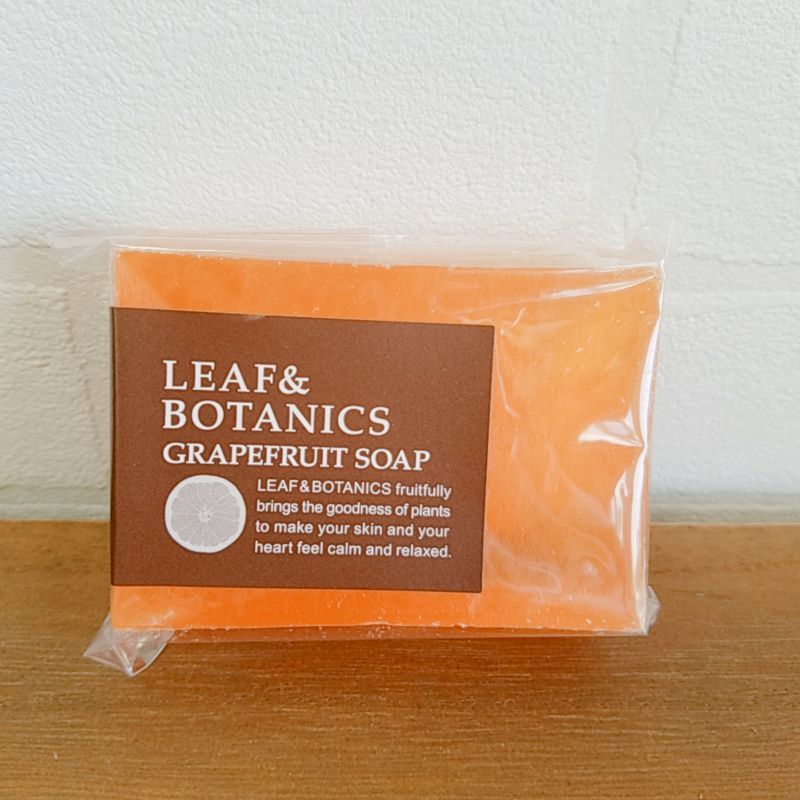 LEAF&
BOTANICS
GRAPEFRUIT SOAP
LEAF&BOTANICS fruitfully
brings the goodness of plants
to make your skin and your
heart feel calm and relaxed.